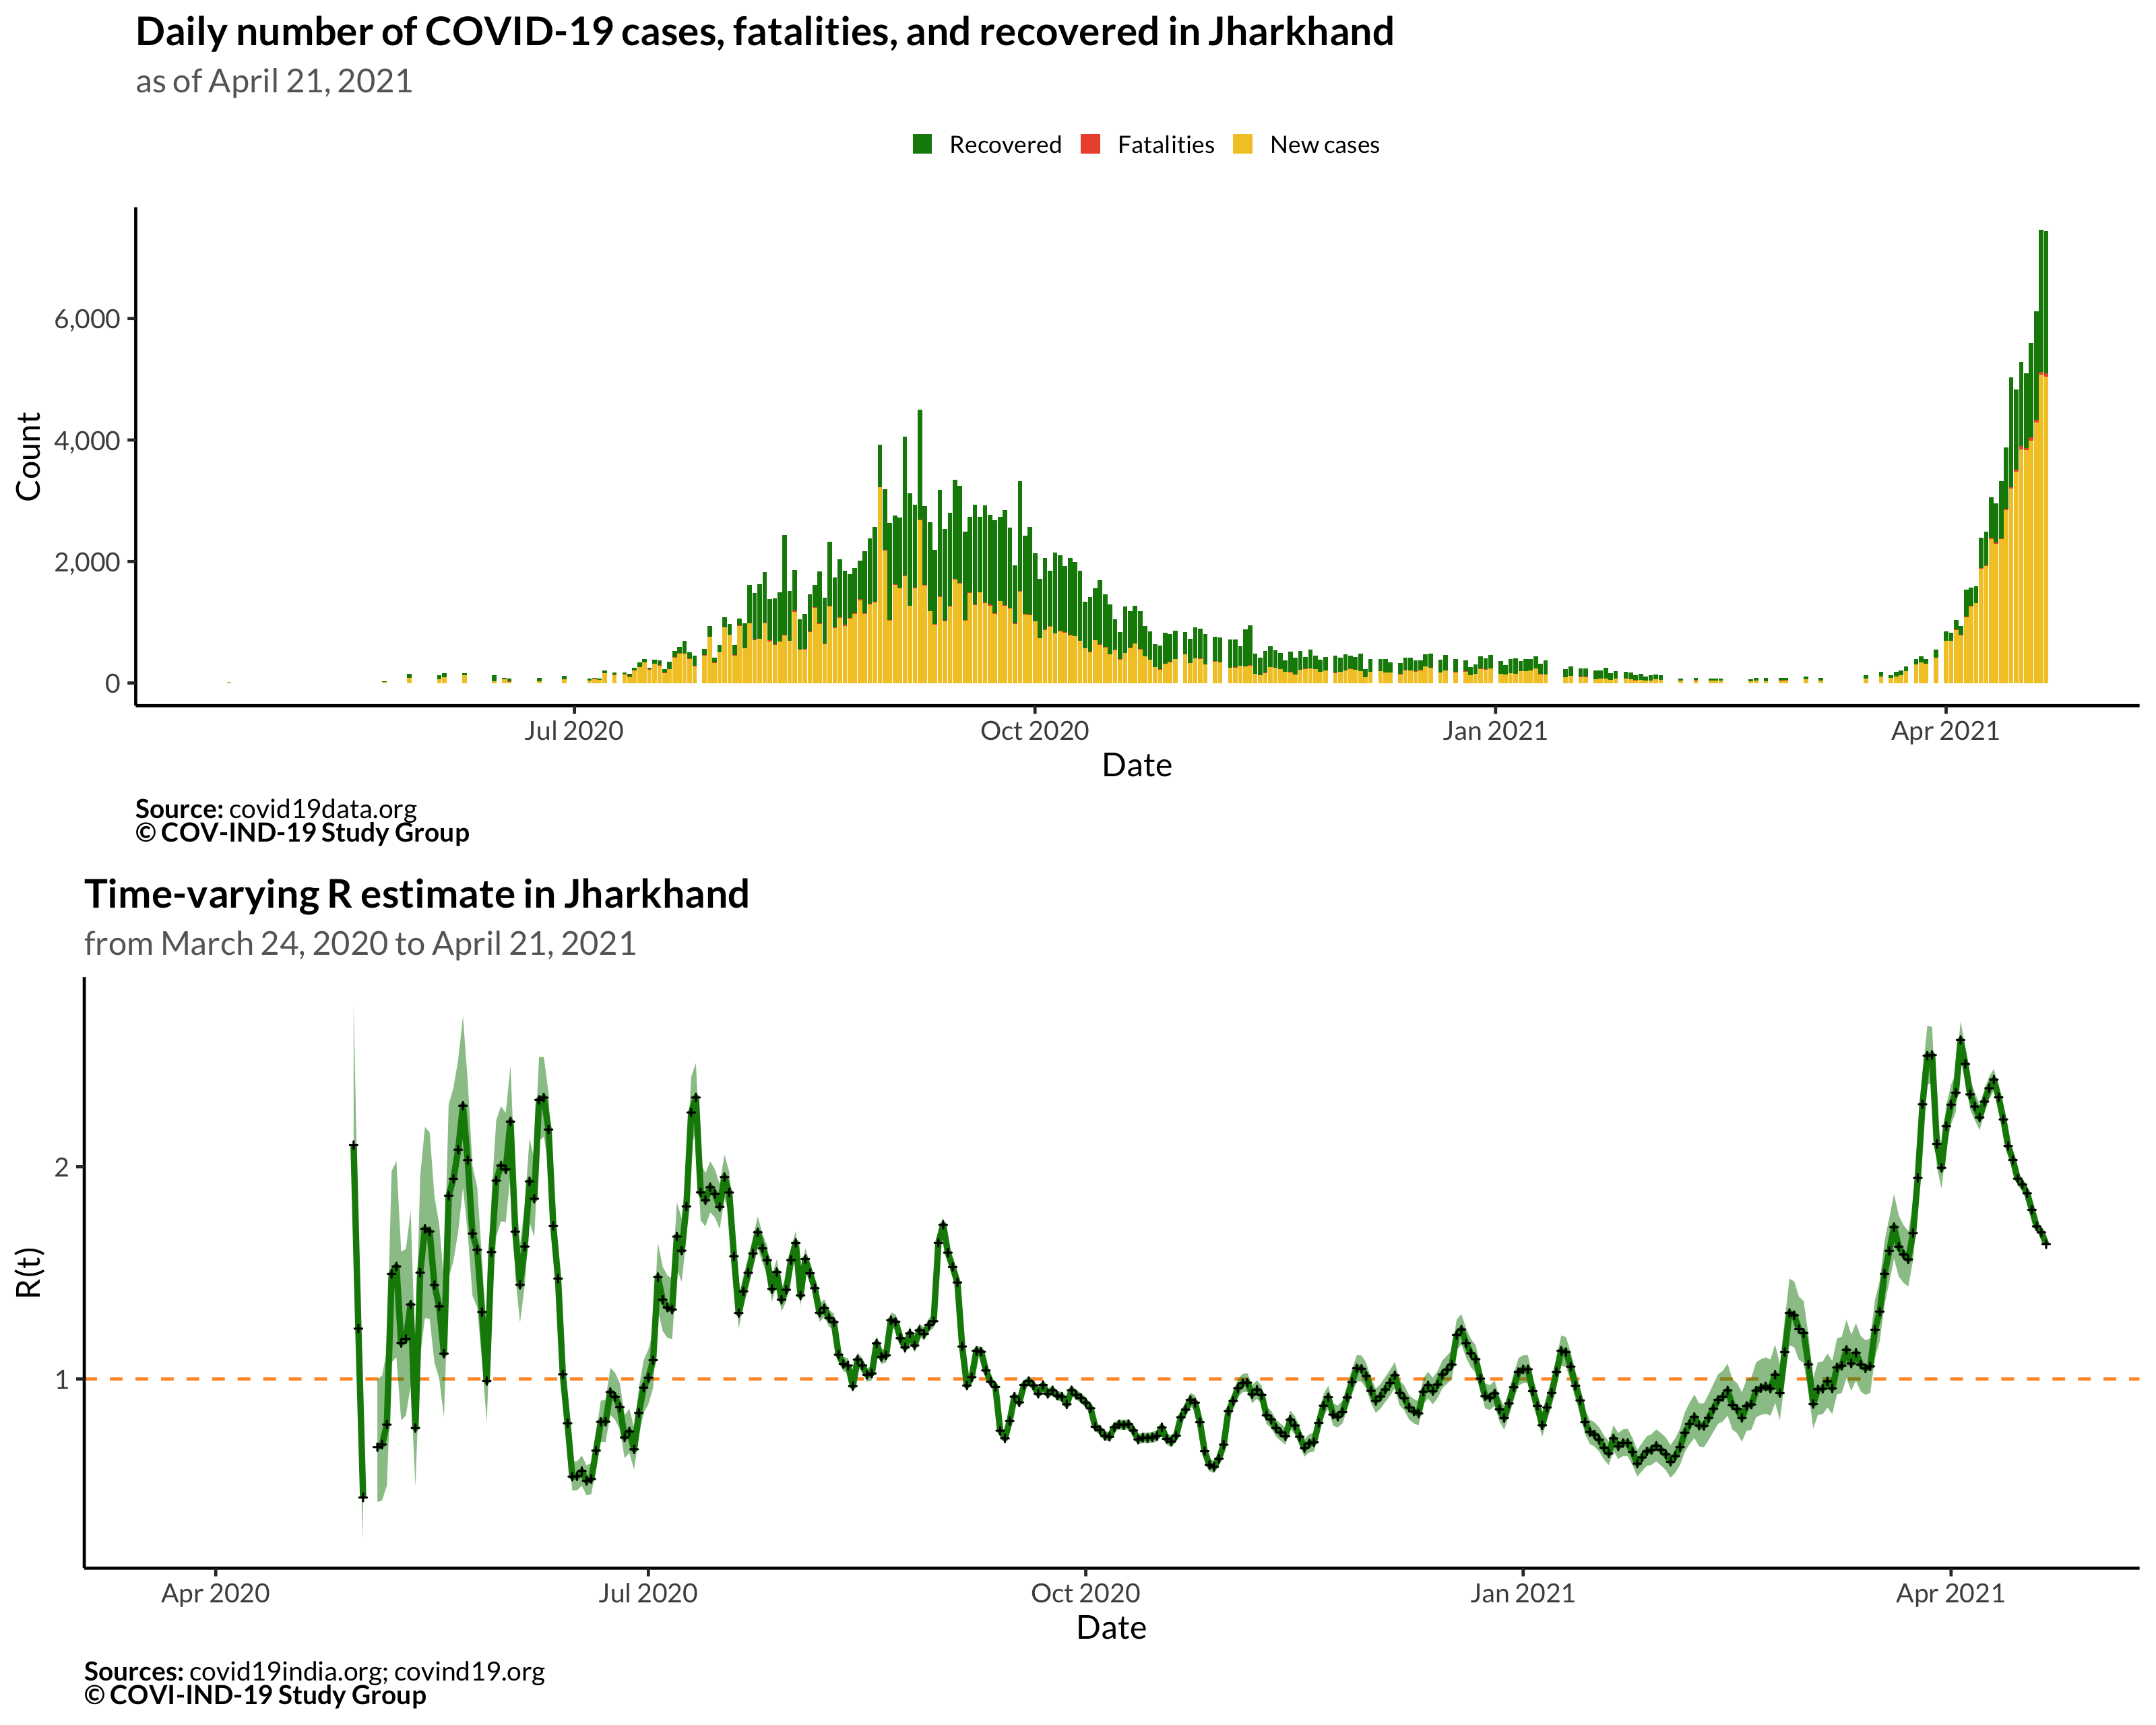 Daily number of COVID-19 cases, fatalities, and recovered in Jharkhand
as of April 21, 2021
Recovered Fatalities New cases
Count
6,000
4,000
2,000
0
Jul 2020 Oct 2020 Jan 2021 Apr 2021
Date
Source: covid19data.org
© COV-IND-19 Study Group
Time-varying R estimate in Jharkhand
from March 24, 2020 to April 21, 2021
R(t)
2
1
Apr 2020 Jul 2020 Oct 2020 Jan 2021 Apr 2021
Date
Sources: covid19india.org; covind19.org
© COVI-IND-19 Study Group